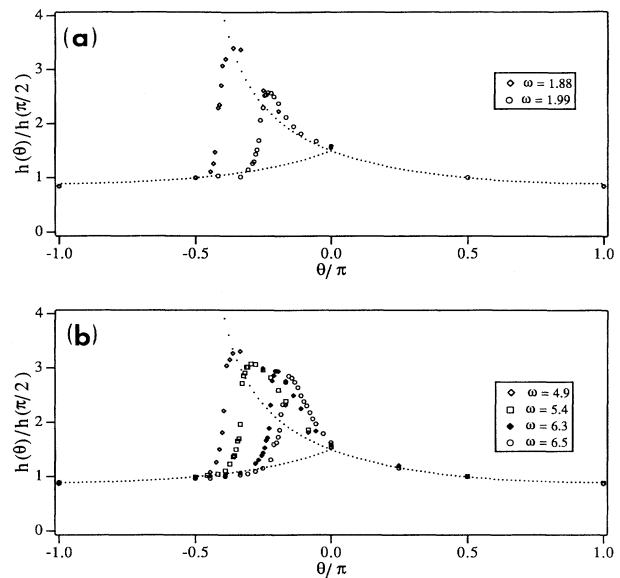 (a)
h(θ)/h(π/2)
4
3
2
1
0
-1.0 -0.5 0.0 0.5 1.0
θ/π
ω = 1.88
ω = 1.99
(b)
h(θ)/h(π/2)
4
3
2
1
0
-1.0 -0.5 0.0 0.5 1.0
θ/π
ω = 4.9
ω = 5.4
ω = 6.3
ω = 6.5